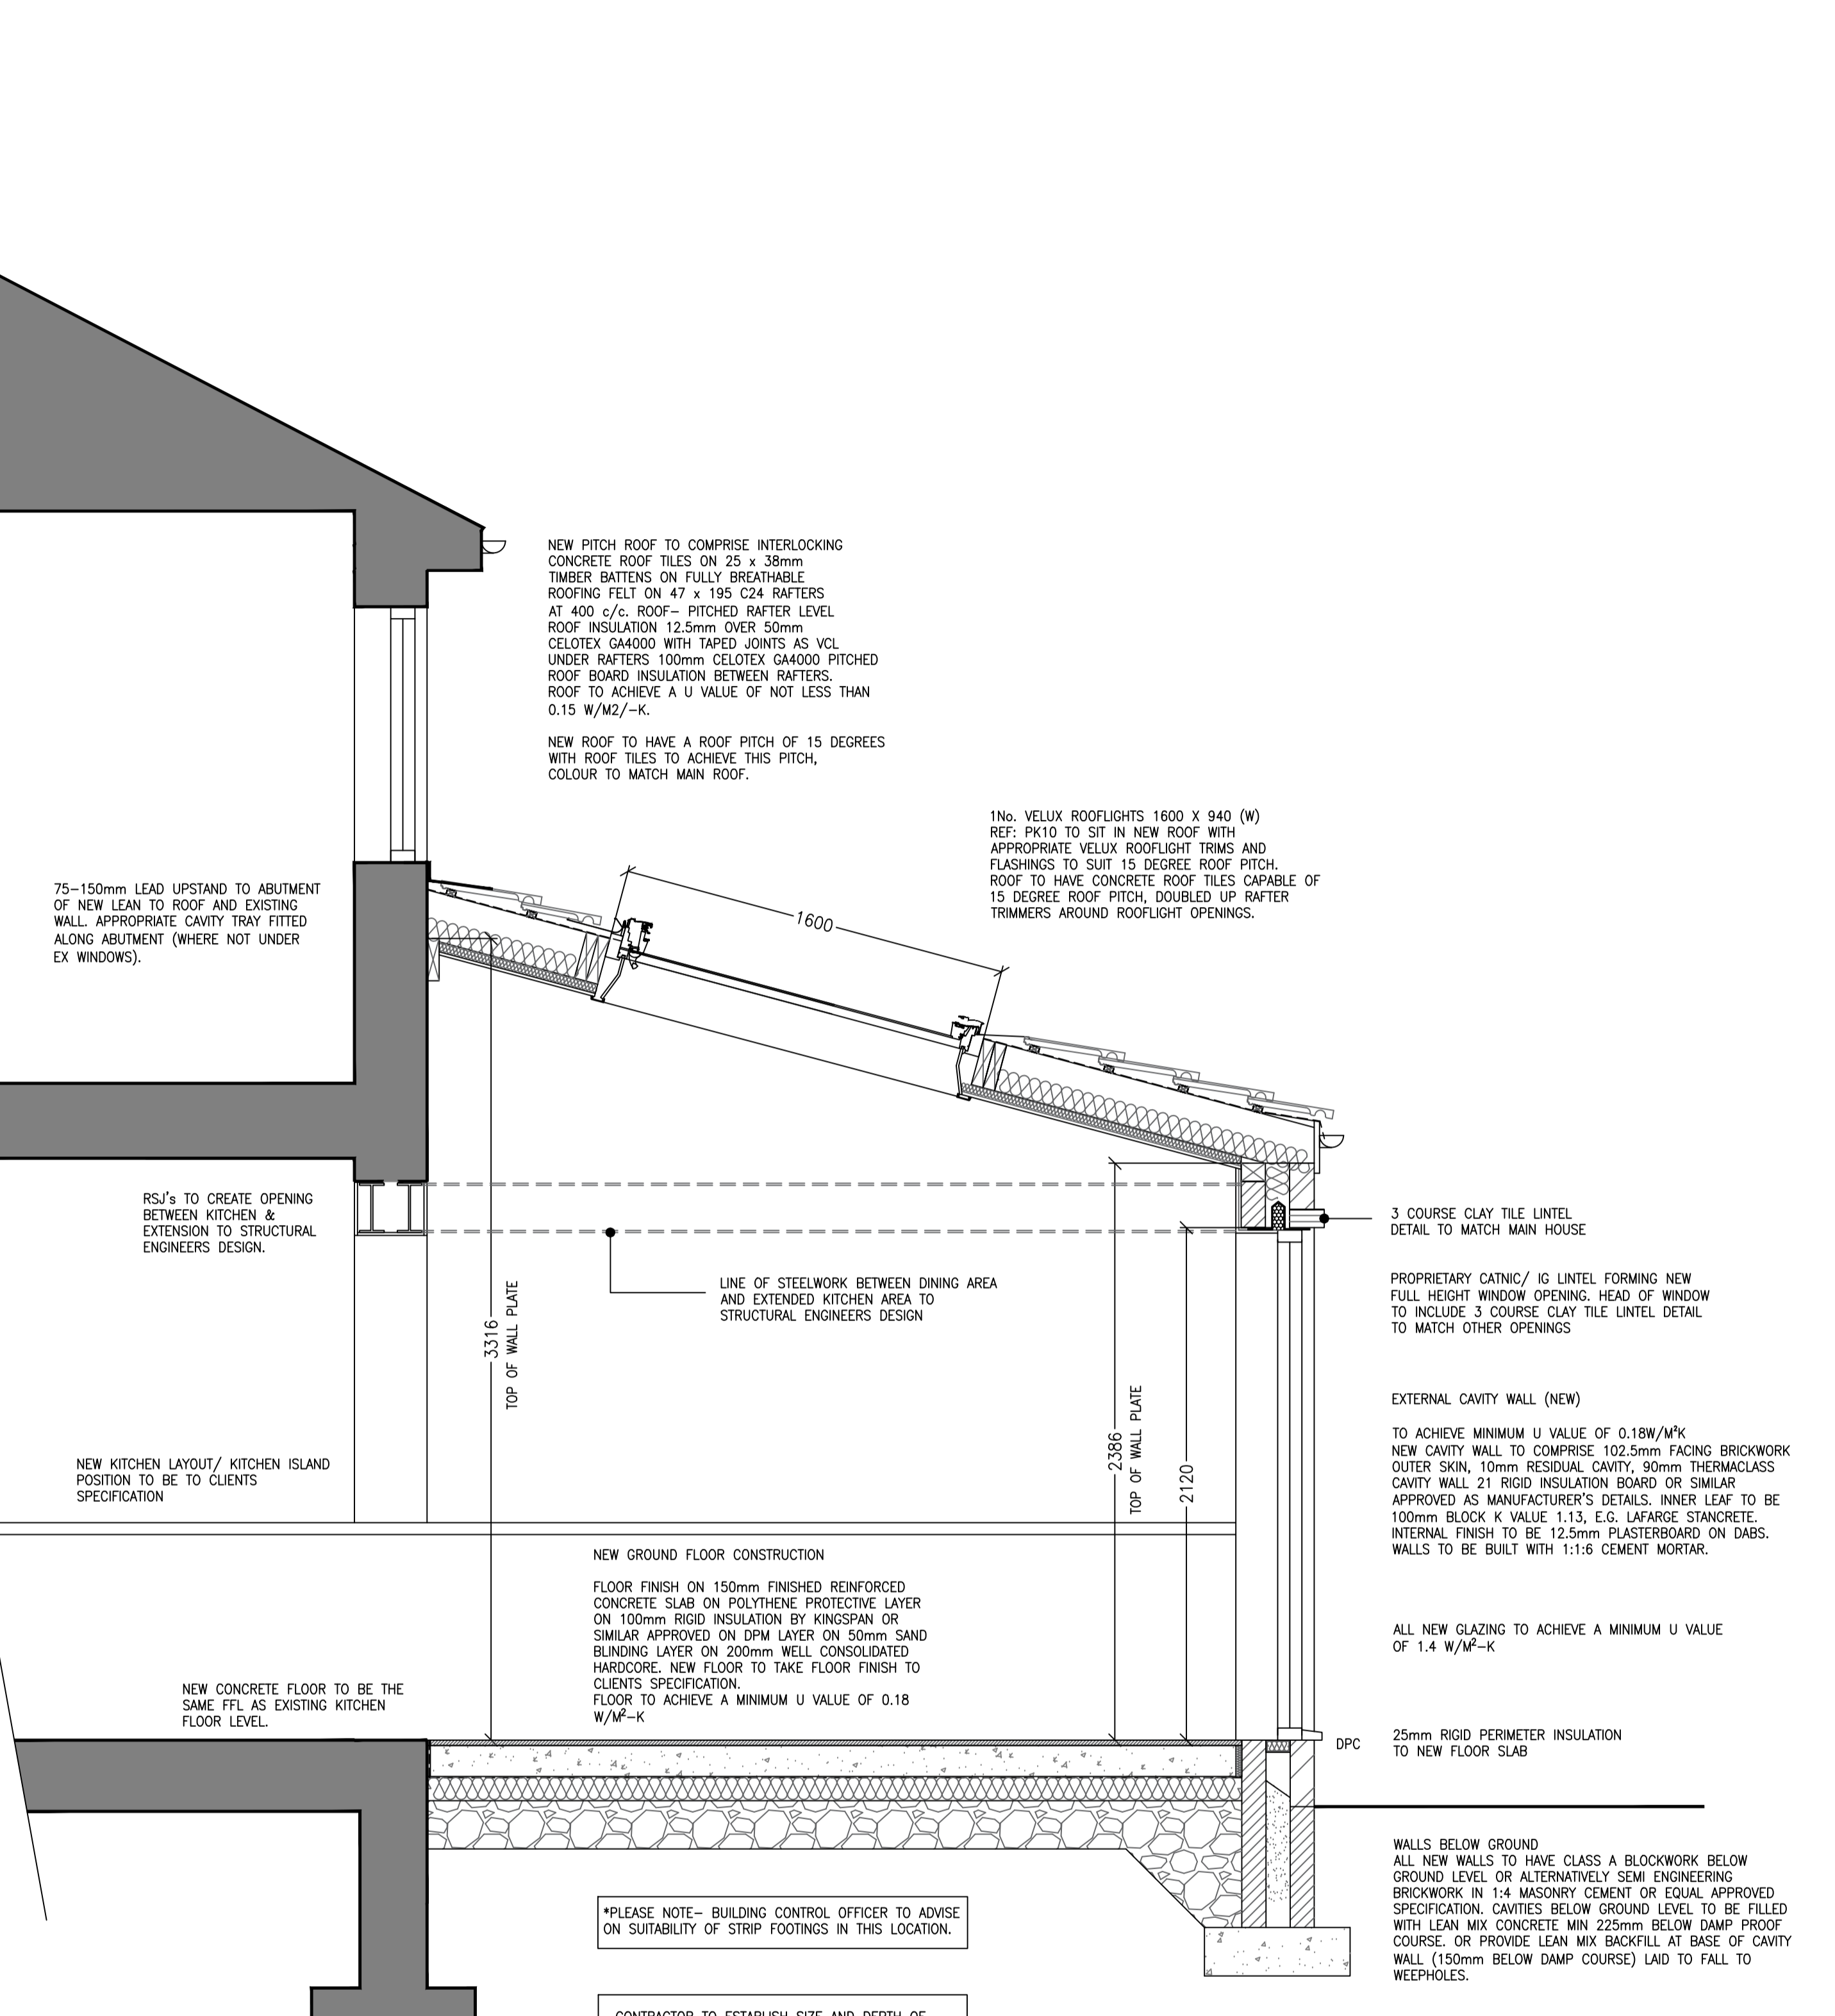 NEW PITCH ROOF TO COMPRISE INTERLOCKING
CONCRETE ROOF TILES ON 25 x 38mm
TIMBER BATTENS ON FULLY BREATHABLE
ROOFING FELT ON 47 x 195 C24 RAFTERS
AT 400 c/c. ROOF- PITCHED RAFTER LEVEL
ROOF INSULATION 12.5mm OVER 50mm
CELOTEX GA4000 WITH TAPED JOINTS AS VCL
UNDER RAFTERS 100mm CELOTEX GA4000 PITCHED
ROOF BOARD INSULATION BETWEEN RAFTERS.
ROOF TO ACHIEVE A U VALUE OF NOT LESS THAN
0.15 W/M2/-K.
NEW ROOF TO HAVE A ROOF PITCH OF 15 DEGREES
WITH ROOF TILES TO ACHIEVE THIS PITCH,
COLOUR TO MATCH MAIN ROOF.
1No. VELUX ROOFLIGHTS 1600 X 940 (W)
REF: PK10 TO SIT IN NEW ROOF WITH
APPROPRIATE VELUX ROOFLIGHT TRIMS AND
FLASHINGS TO SUIT 15 DEGREE ROOF PITCH.
ROOF TO HAVE CONCRETE ROOF TILES CAPABLE OF
15 DEGREE ROOF PITCH, DOUBLED UP RAFTER
TRIMMERS AROUND ROOFLIGHT OPENINGS.
75-150mm LEAD UPSTAND TO ABUTMENT
OF NEW LEAN TO ROOF AND EXISTING
WALL. APPROPRIATE CAVITY TRAY FITTED
ALONG ABUTMENT (WHERE NOT UNDER
EX WINDOWS).
1600
RSJ's TO CREATE OPENING
BETWEEN KITCHEN &
EXTENSION TO STRUCTURAL
ENGINEERS DESIGN.
3 COURSE CLAY TILE LINTEL
DETAIL TO MATCH MAIN HOUSE
LINE OF STEELWORK BETWEEN DINING AREA
AND EXTENDED KITCHEN AREA TO
STRUCTURAL ENGINEERS DESIGN
PROPRIETARY CATNIC/ IG LINTEL FORMING NEW
FULL HEIGHT WINDOW OPENING. HEAD OF WINDOW
TO INCLUDE 3 COURSE CLAY TILE LINTEL DETAIL
TO MATCH OTHER OPENINGS
3316
TOP OF WALL PLATE
2386
TOP OF WALL PLATE
2120
EXTERNAL CAVITY WALL (NEW)
TO ACHIEVE MINIMUM U VALUE OF 0.18W/M²K
NEW CAVITY WALL TO COMPRISE 102.5mm FACING BRICKWORK
OUTER SKIN, 10mm RESIDUAL CAVITY, 90mm THERMACLASS
CAVITY WALL 21 RIGID INSULATION BOARD OR SIMILAR
APPROVED AS MANUFACTURER'S DETAILS. INNER LEAF TO BE
100mm BLOCK K VALUE 1.13, E.G. LAFARGE STANCRETE.
INTERNAL FINISH TO BE 12.5mm PLASTERBOARD ON DABS.
WALLS TO BE BUILT WITH 1:1:6 CEMENT MORTAR.
NEW KITCHEN LAYOUT/ KITCHEN ISLAND
POSITION TO BE TO CLIENTS
SPECIFICATION
NEW GROUND FLOOR CONSTRUCTION
FLOOR FINISH ON 150mm FINISHED REINFORCED
CONCRETE SLAB ON POLYTHENE PROTECTIVE LAYER
ON 100mm RIGID INSULATION BY KINGSPAN OR
SIMILAR APPROVED ON DPM LAYER ON 50mm SAND
BLINDING LAYER ON 200mm WELL CONSOLIDATED
HARDCORE. NEW FLOOR TO TAKE FLOOR FINISH TO
CLIENTS SPECIFICATION.
FLOOR TO ACHIEVE A MINIMUM U VALUE OF 0.18
W/M²-K
ALL NEW GLAZING TO ACHIEVE A MINIMUM U VALUE
OF 1.4 W/M²-K
NEW CONCRETE FLOOR TO BE THE
SAME FFL AS EXISTING KITCHEN
FLOOR LEVEL.
DPC
25mm RIGID PERIMETER INSULATION
TO NEW FLOOR SLAB
WALLS BELOW GROUND
ALL NEW WALLS TO HAVE CLASS A BLOCKWORK BELOW
GROUND LEVEL OR ALTERNATIVELY SEMI ENGINEERING
BRICKWORK IN 1:4 MASONRY CEMENT OR EQUAL APPROVED
SPECIFICATION. CAVITIES BELOW GROUND LEVEL TO BE FILLED
WITH LEAN MIX CONCRETE MIN 225mm BELOW DAMP PROOF
COURSE. OR PROVIDE LEAN MIX BACKFILL AT BASE OF CAVITY
WALL (150mm BELOW DAMP COURSE) LAID TO FALL TO
WEEPHOLES.
*PLEASE NOTE- BUILDING CONTROL OFFICER TO ADVISE
ON SUITABILITY OF STRIP FOOTINGS IN THIS LOCATION.
CONTRACTOR TO ESTABLISH SIZE AND DEPTH OF